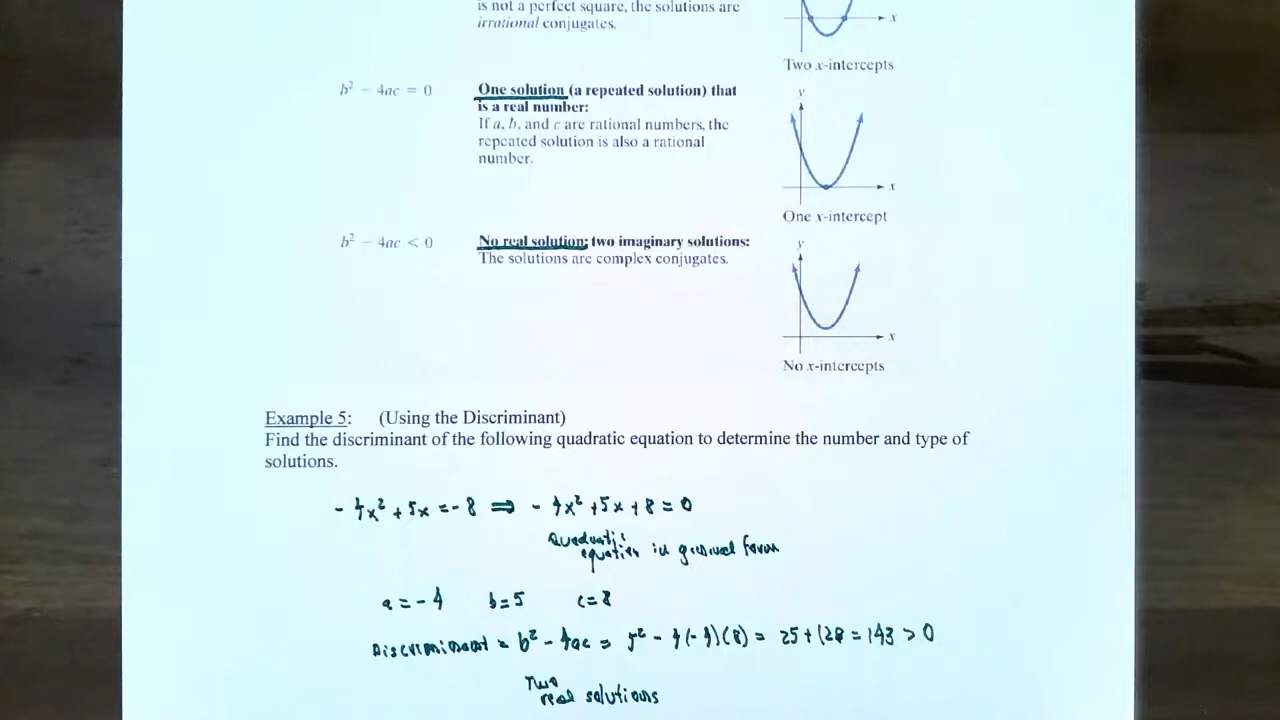 is not a perfect square, the solutions are
irrational conjugates.
x
Two x-intercepts
b² − 4ac = 0
One solution (a repeated solution) that
is a real number:
If a, b, and c are rational numbers, the
repeated solution is also a rational
number.
y
x
One x-intercept
b² − 4ac < 0
No real solution; two imaginary solutions:
The solutions are complex conjugates.
y
x
No x-intercepts
Example 5: (Using the Discriminant)
Find the discriminant of the following quadratic equation to determine the number and type of
solutions.
-4x² + 5x = -8 ⇒ -4x² + 5x + 8 = 0
Quadratic
equation in general form
a = -4 b = 5 c = 8
Discriminant = b² - 4ac = 5² - 4(-4)(8) = 25 + 128 = 143 > 0
Two
real solutions